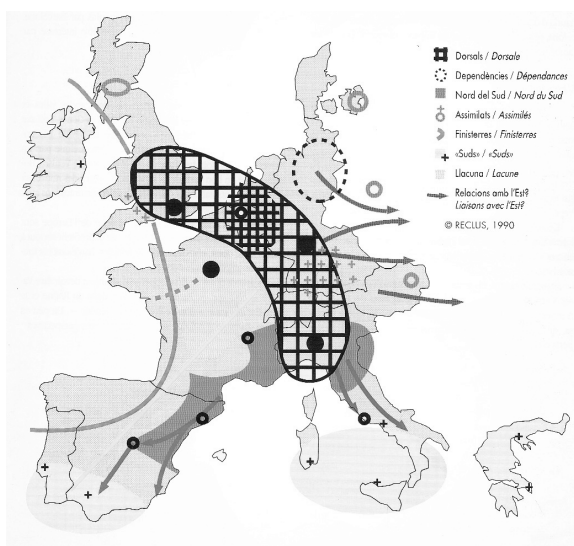 Dorsals / Dorsale
Dependències / Dépendances
Nord del Sud / Nord du Sud
Assimilats / Assimilés
Finisterres / Finisterres
«Suds» / «Suds»
Llacuna / Lacune
Relacions amb l'Est?
Liaisons avec l'Est?
© RECLUS, 1990